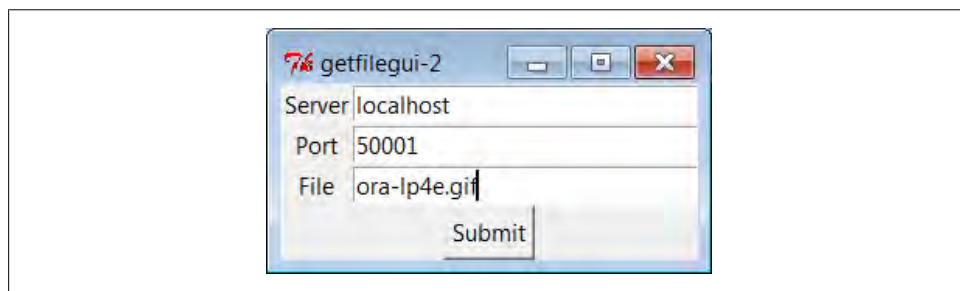 getfilegui-2
Server localhost
Port 50001
File ora-lp4e.gif
Submit